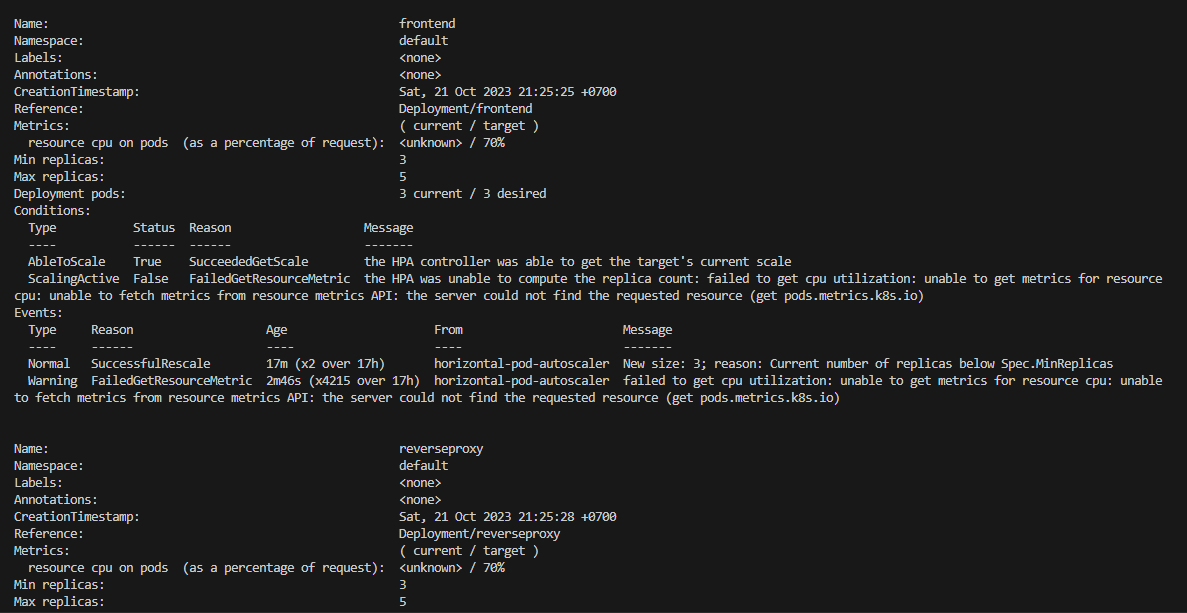 Name:                                                  frontend
Namespace:                                             default
Labels:                                                <none>
Annotations:                                           <none>
CreationTimestamp:                                     Sat, 21 Oct 2023 21:25:25 +0700
Reference:                                             Deployment/frontend
Metrics:                                               ( current / target )
  resource cpu on pods  (as a percentage of request):  <unknown> / 70%
Min replicas:                                          3
Max replicas:                                          5
Deployment pods:                                       3 current / 3 desired
Conditions:
  Type           Status  Reason                   Message
  ----           ------  ------                   -------
  AbleToScale    True    SucceededGetScale        the HPA controller was able to get the target's current scale
  ScalingActive  False   FailedGetResourceMetric  the HPA was unable to compute the replica count: failed to get cpu utilization: unable to get metrics for resource
cpu: unable to fetch metrics from resource metrics API: the server could not find the requested resource (get pods.metrics.k8s.io)
Events:
  Type     Reason                   Age                     From                       Message
  ----     ------                   ----                    ----                       -------
  Normal   SuccessfulRescale        17m (x2 over 17h)       horizontal-pod-autoscaler  New size: 3; reason: Current number of replicas below Spec.MinReplicas
  Warning  FailedGetResourceMetric  2m46s (x4215 over 17h)  horizontal-pod-autoscaler  failed to get cpu utilization: unable to get metrics for resource cpu: unable
to fetch metrics from resource metrics API: the server could not find the requested resource (get pods.metrics.k8s.io)
Name:                                                  reverseproxy
Namespace:                                             default
Labels:                                                <none>
Annotations:                                           <none>
CreationTimestamp:                                     Sat, 21 Oct 2023 21:25:28 +0700
Reference:                                             Deployment/reverseproxy
Metrics:                                               ( current / target )
  resource cpu on pods  (as a percentage of request):  <unknown> / 70%
Min replicas:                                          3
Max replicas:                                          5